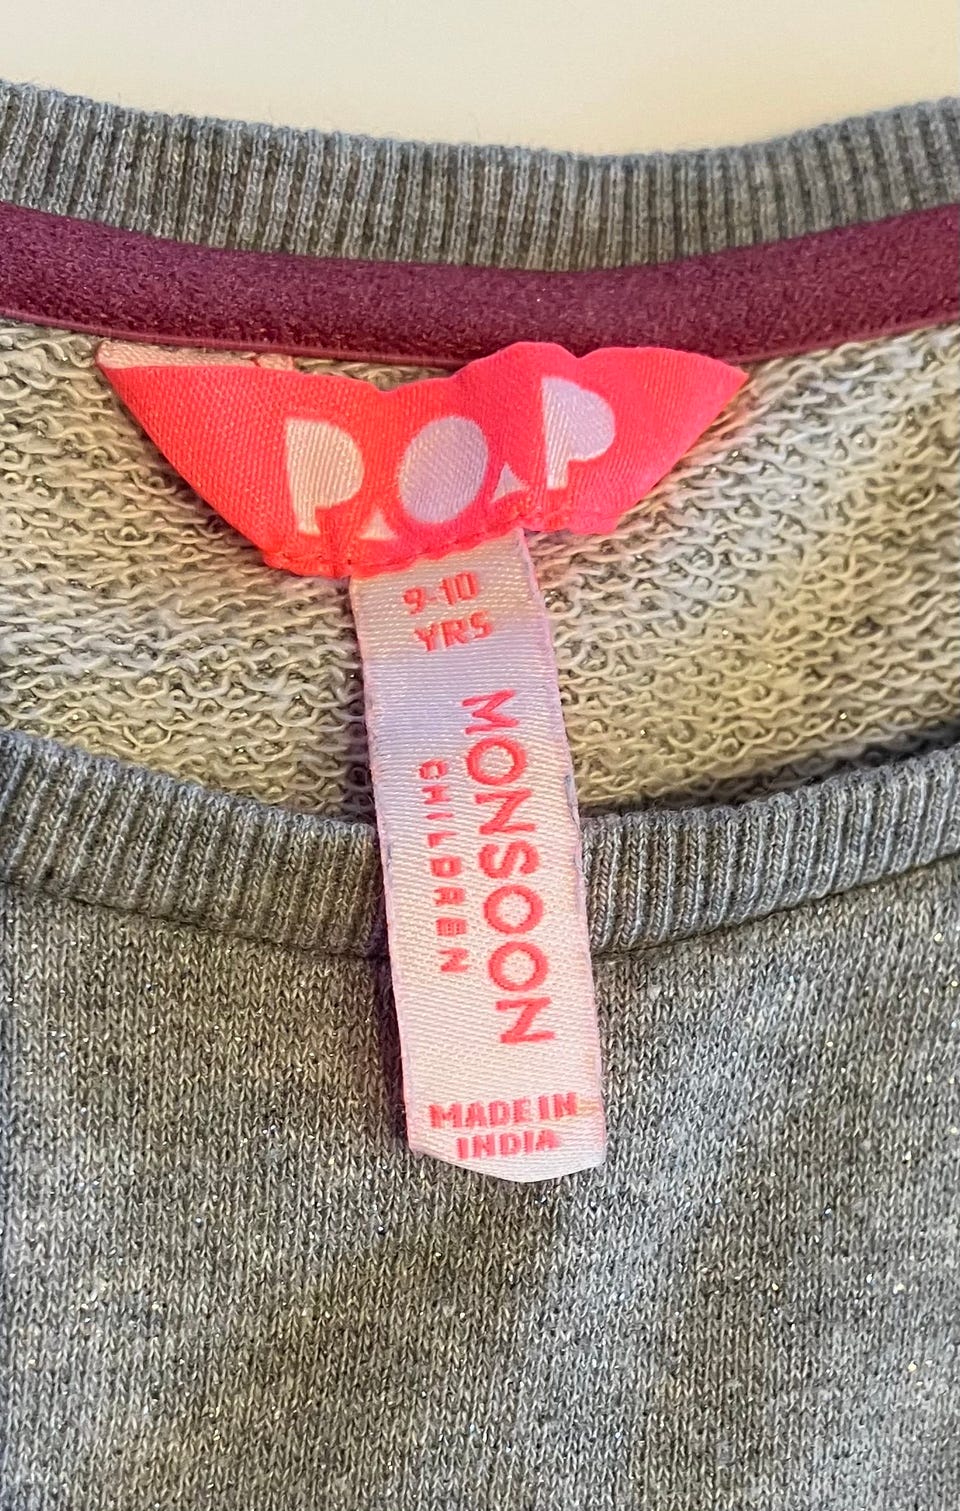 P.O.P
9-10
YRS
MONSOON
CHILDREN
MADE IN
INDIA